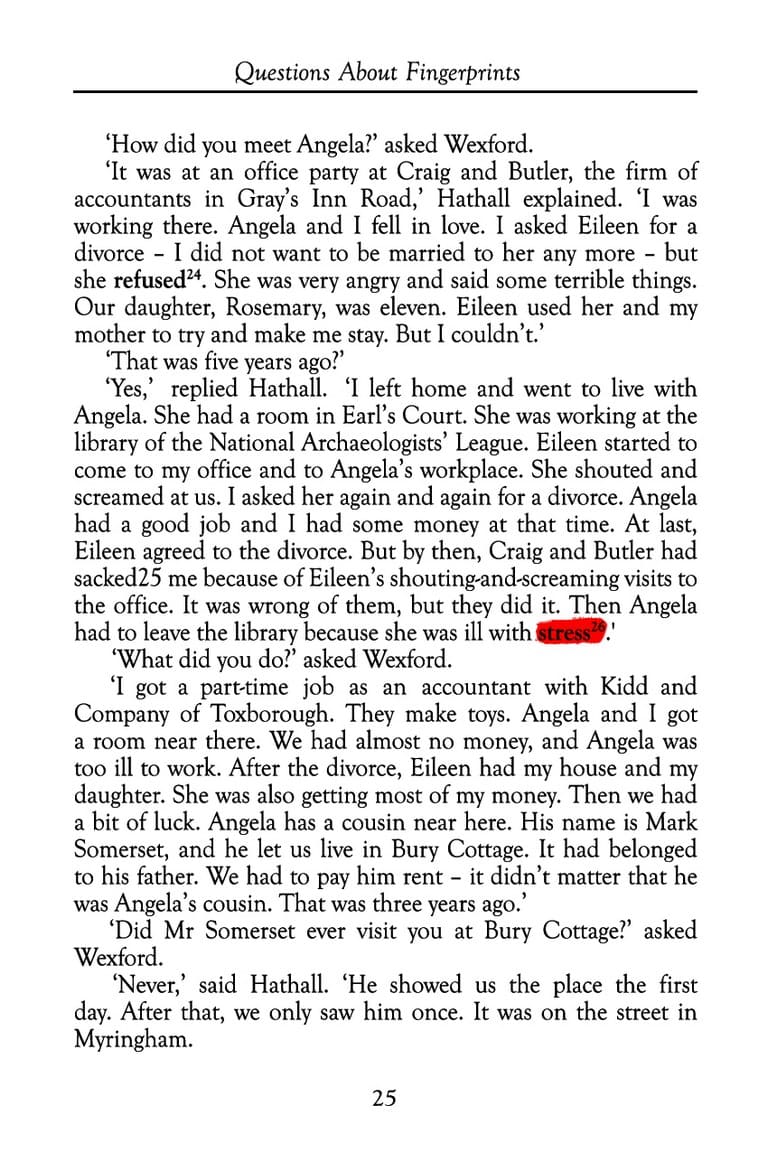 Questions About Fingerprints
‘How did you meet Angela?’ asked Wexford.
‘It was at an office party at Craig and Butler, the firm of
accountants in Gray’s Inn Road,’ Hathall explained. ‘I was
working there. Angela and I fell in love. I asked Eileen for a
divorce – I did not want to be married to her any more – but
she refused²⁴. She was very angry and said some terrible things.
Our daughter, Rosemary, was eleven. Eileen used her and my
mother to try and make me stay. But I couldn’t.’
‘That was five years ago?’
‘Yes,’ replied Hathall. ‘I left home and went to live with
Angela. She had a room in Earl’s Court. She was working at the
library of the National Archaeologists’ League. Eileen started to
come to my office and to Angela’s workplace. She shouted and
screamed at us. I asked her again and again for a divorce. Angela
had a good job and I had some money at that time. At last,
Eileen agreed to the divorce. But by then, Craig and Butler had
sacked25 me because of Eileen’s shouting-and-screaming visits to
the office. It was wrong of them, but they did it. Then Angela
had to leave the library because she was ill with stress²⁶.'
‘What did you do?’ asked Wexford.
‘I got a part-time job as an accountant with Kidd and
Company of Toxborough. They make toys. Angela and I got
a room near there. We had almost no money, and Angela was
too ill to work. After the divorce, Eileen had my house and my
daughter. She was also getting most of my money. Then we had
a bit of luck. Angela has a cousin near here. His name is Mark
Somerset, and he let us live in Bury Cottage. It had belonged
to his father. We had to pay him rent – it didn’t matter that he
was Angela’s cousin. That was three years ago.’
‘Did Mr Somerset ever visit you at Bury Cottage?’ asked
Wexford.
‘Never,’ said Hathall. ‘He showed us the place the first
day. After that, we only saw him once. It was on the street in
Myringham.
25